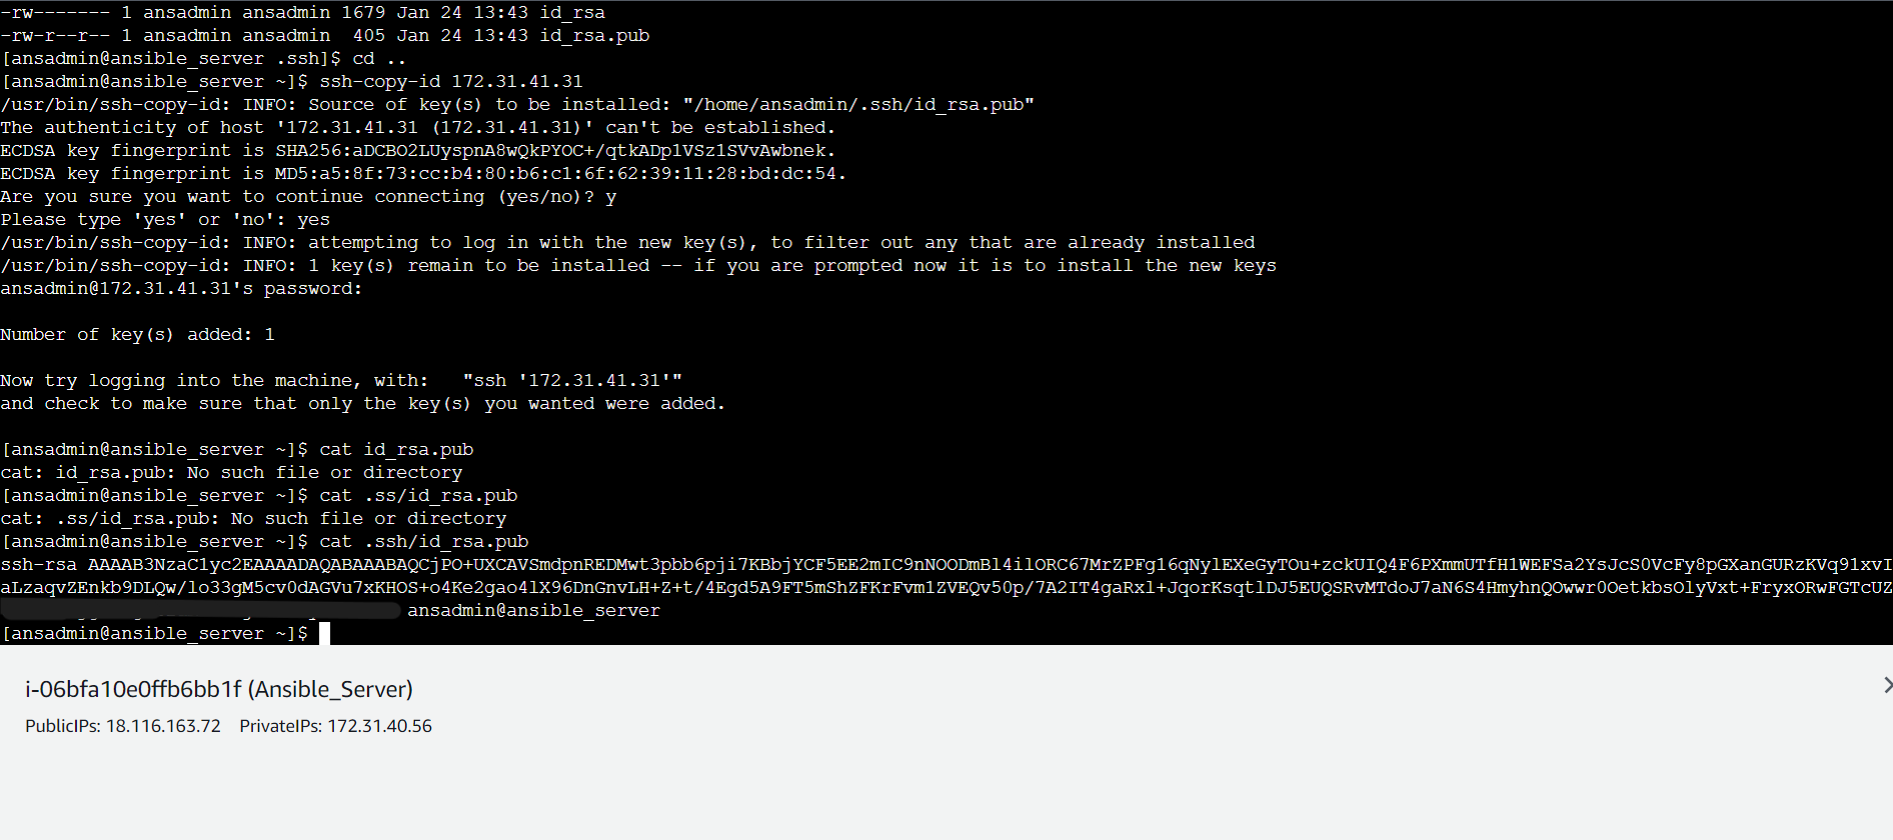 -rw------- 1 ansadmin ansadmin 1679 Jan 24 13:43 id_rsa
-rw-r--r-- 1 ansadmin ansadmin  405 Jan 24 13:43 id_rsa.pub
[ansadmin@ansible_server .ssh]$ cd ..
[ansadmin@ansible_server ~]$ ssh-copy-id 172.31.41.31
/usr/bin/ssh-copy-id: INFO: Source of key(s) to be installed: "/home/ansadmin/.ssh/id_rsa.pub"
The authenticity of host '172.31.41.31 (172.31.41.31)' can't be established.
ECDSA key fingerprint is SHA256:aDCBO2LUyspnA8wQkPYOC+/qtkADp1VSz1SVvAwbnek.
ECDSA key fingerprint is MD5:a5:8f:73:cc:b4:80:b6:c1:6f:62:39:11:28:bd:dc:54.
Are you sure you want to continue connecting (yes/no)? y
Please type 'yes' or 'no': yes
/usr/bin/ssh-copy-id: INFO: attempting to log in with the new key(s), to filter out any that are already installed
/usr/bin/ssh-copy-id: INFO: 1 key(s) remain to be installed -- if you are prompted now it is to install the new keys
ansadmin@172.31.41.31's password:
Number of key(s) added: 1
Now try logging into the machine, with:   "ssh '172.31.41.31'"
and check to make sure that only the key(s) you wanted were added.
[ansadmin@ansible_server ~]$ cat id_rsa.pub
cat: id_rsa.pub: No such file or directory
[ansadmin@ansible_server ~]$ cat .ss/id_rsa.pub
cat: .ss/id_rsa.pub: No such file or directory
[ansadmin@ansible_server ~]$ cat .ssh/id_rsa.pub
ssh-rsa AAAAB3NzaC1yc2EAAAADAQABAAABAQCjPO+UXCAVSmdpnREDMwt3pbb6pji7KBbjYCF5EE2mIC9nNOODmBl4ilORC67MrZPFg16qNylEXeGyTOu+zckUIQ4F6PXmmUTfH1WEFSa2YsJcS0VcFy8pGXanGURzKVq91xvI
aLzaqvZEnkb9DLQw/lo33gM5cv0dAGVu7xKHOS+o4Ke2gao4lX96DnGnvLH+Z+t/4Egd5A9FT5mShZFKrFvm1ZVEQv50p/7A2IT4gaRxl+JqorKsqtlDJ5EUQSRvMTdoJ7aN6S4HmyhnQOwwr0OetkbsOlyVxt+FryxORwFGTcUZ
ansadmin@ansible_server
[ansadmin@ansible_server ~]$
i-06bfa10e0ffb6bb1f (Ansible_Server)
PublicIPs: 18.116.163.72    PrivateIPs: 172.31.40.56